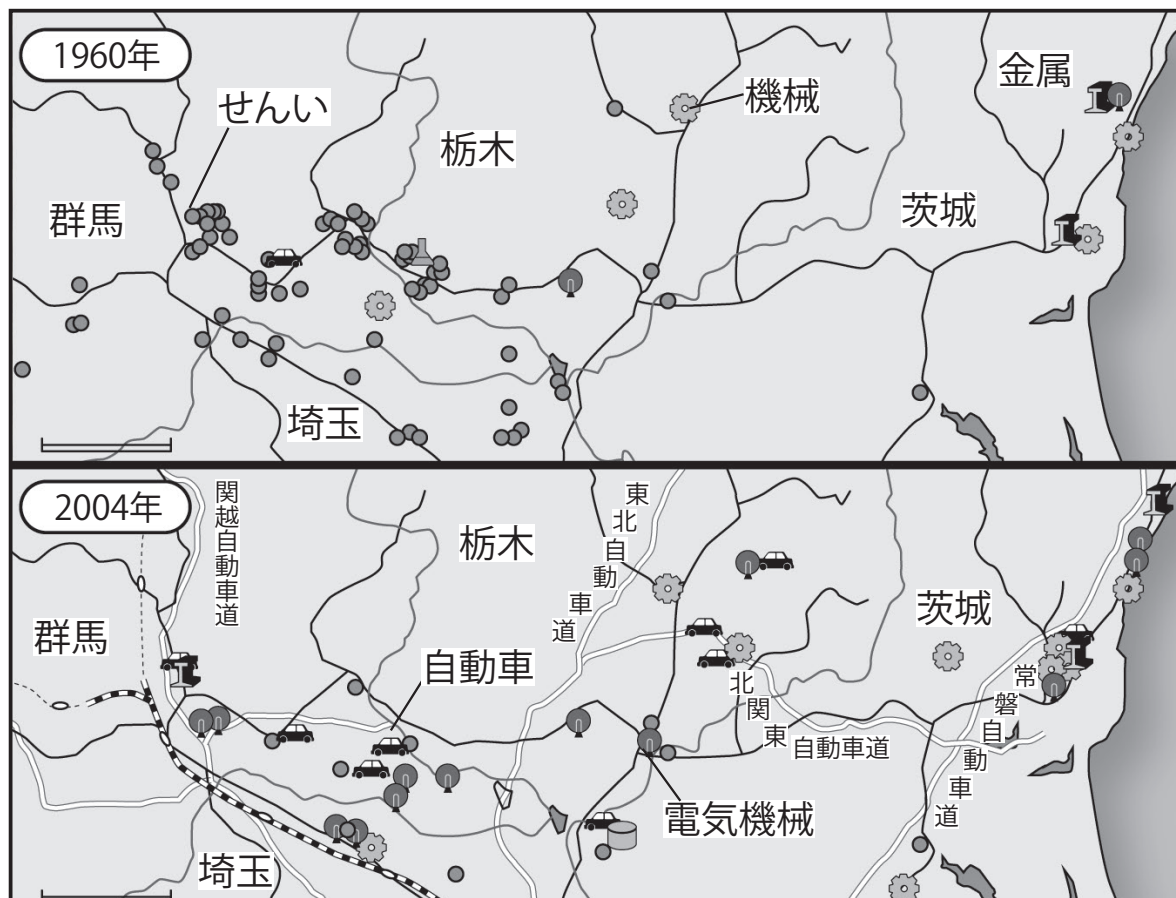 1960年
金属
機械
せんい
栃木
群馬
茨城
埼玉
2004年
関越自動車道
東北自動車道
栃木
茨城
群馬
自動車
北関東自動車道
常磐自動車道
電気機械
埼玉